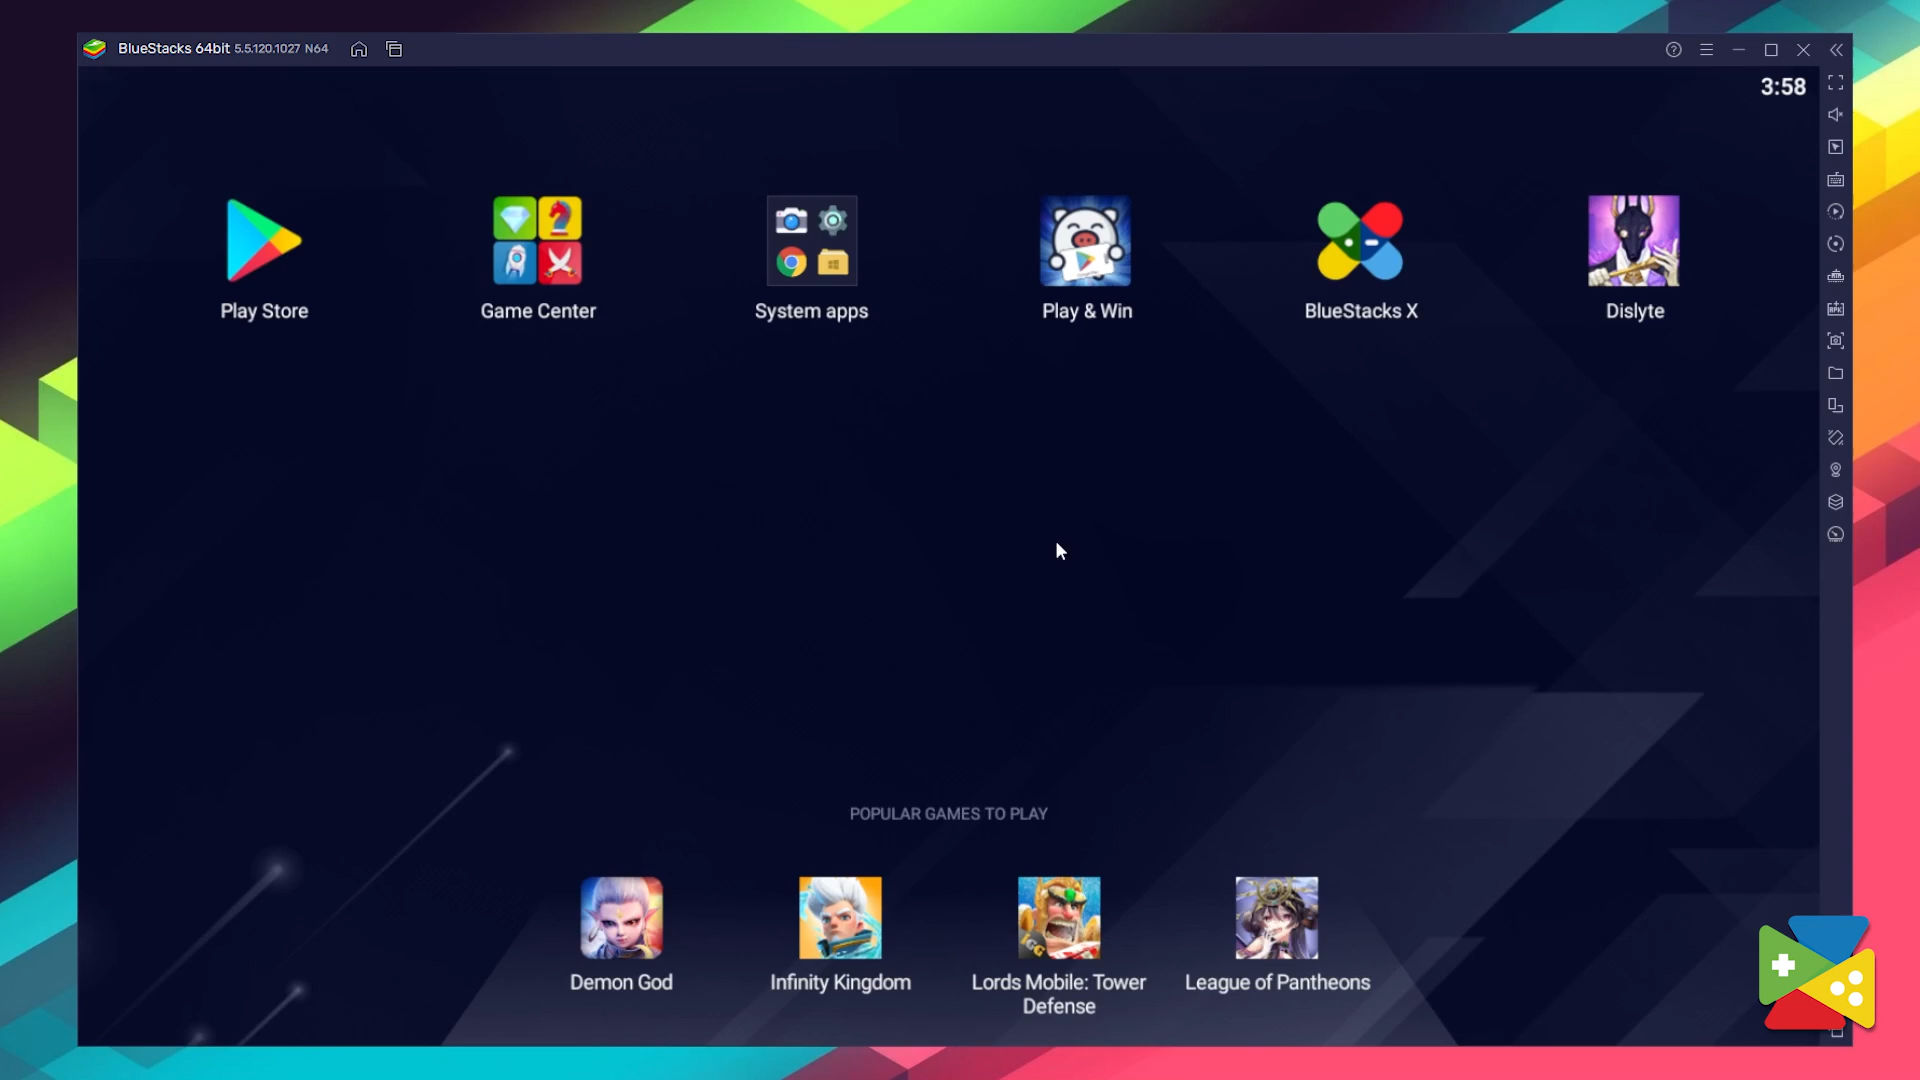 BlueStacks 64bit 5.5.120.1027 N64
3:58
Play Store
Game Center
System apps
Play & Win
BlueStacks X
Dislyte
POPULAR GAMES TO PLAY
IGG
Demon God
Infinity Kingdom
Lords Mobile: Tower
Defense
League of Pantheons